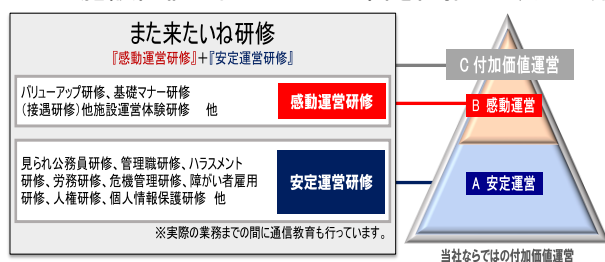 また来たいね研修
『感動運営研修』＋『安定運営研修』
バリューアップ研修、基礎マナー研修
(接遇研修)他施設運営体験研修　他
感動運営研修
見られ公務員研修、管理職研修、ハラスメント
研修、労務研修、危機管理研修、障がい者雇用
研修、人権研修、個人情報保護研修　他
安定運営研修
※実際の業務までの間に通信教育も行っています。
C 付加価値運営
B 感動運営
A 安定運営
当社ならではの付加価値運営